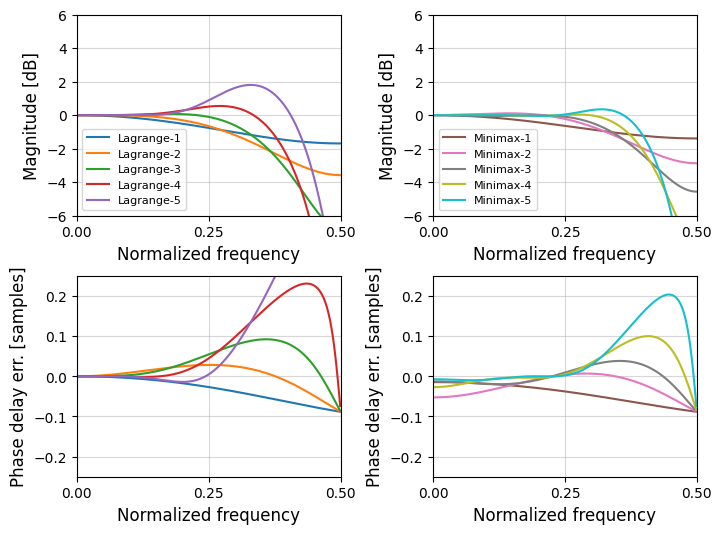 Magnitude [dB]
6
4
2
0
−2
−4
−6
Lagrange-1
Lagrange-2
Lagrange-3
Lagrange-4
Lagrange-5
0.00
0.25
0.50
Normalized frequency
Magnitude [dB]
6
4
2
0
−2
−4
−6
Minimax-1
Minimax-2
Minimax-3
Minimax-4
Minimax-5
0.00
0.25
0.50
Normalized frequency
Phase delay err. [samples]
0.2
0.1
0.0
−0.1
−0.2
0.00
0.25
0.50
Normalized frequency
Phase delay err. [samples]
0.2
0.1
0.0
−0.1
−0.2
0.00
0.25
0.50
Normalized frequency